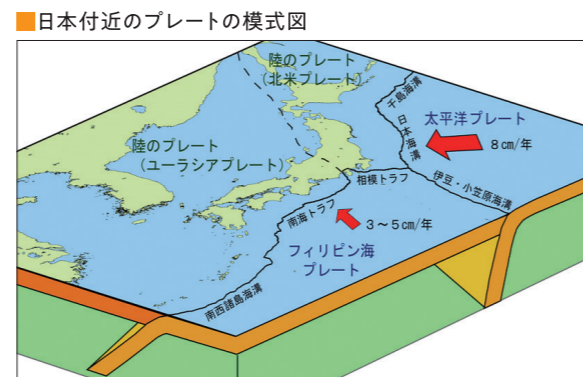 ■日本付近のプレートの模式図
陸のプレート
（北米プレート）
千島海溝
日本海溝
太平洋プレート
8㎝/年
陸のプレート
（ユーラシアプレート）
相模トラフ
伊豆・小笠原海溝
南海トラフ
3～5㎝/年
フィリピン海
プレート
南西諸島海溝